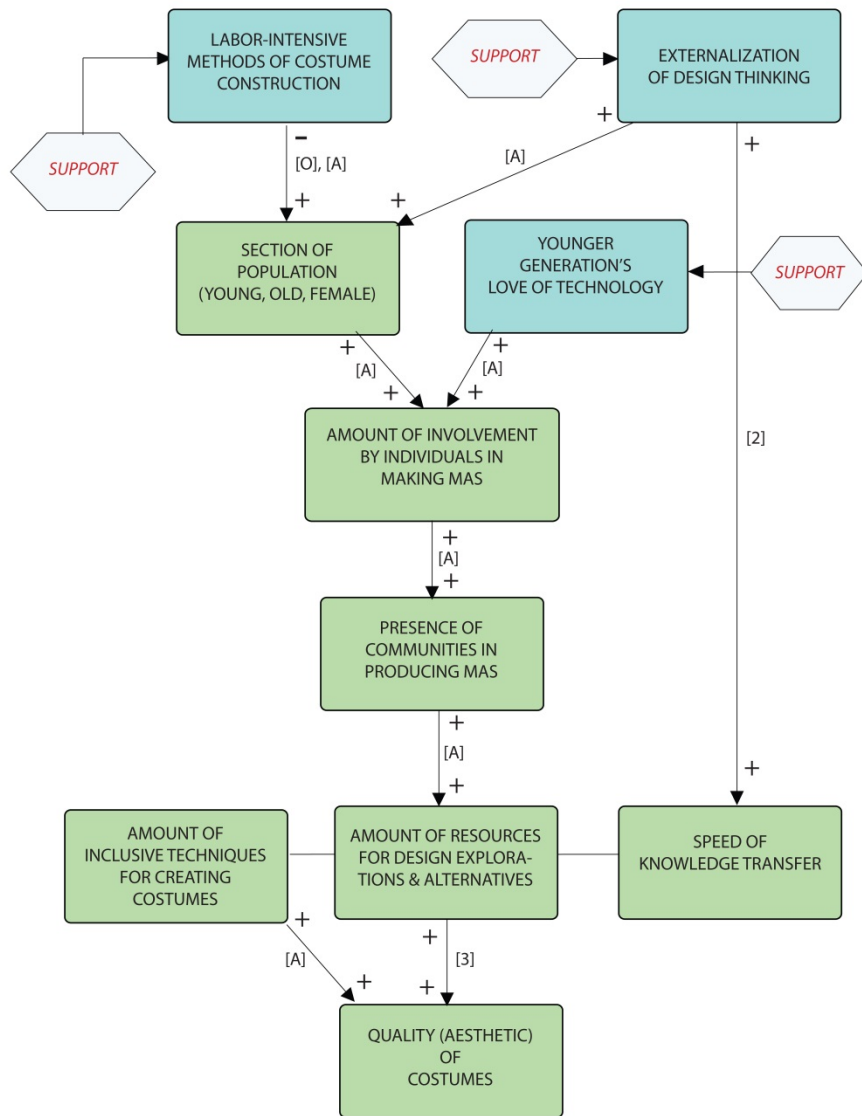 LABOR-INTENSIVE
METHODS OF COSTUME
CONSTRUCTION
SUPPORT
EXTERNALIZATION
OF DESIGN THINKING
SUPPORT
–
[O], [A]
+
+
[A]
+
+
SECTION OF
POPULATION
(YOUNG, OLD, FEMALE)
YOUNGER
GENERATION'S
LOVE OF TECHNOLOGY
SUPPORT
+
[A]
+
+
[A]
+
[2]
AMOUNT OF INVOLVEMENT
BY INDIVIDUALS IN
MAKING MAS
+
[A]
+
PRESENCE OF
COMMUNITIES IN
PRODUCING MAS
+
[A]
+
+
AMOUNT OF
INCLUSIVE TECHNIQUES
FOR CREATING
COSTUMES
AMOUNT OF RESOURCES
FOR DESIGN EXPLORA-
TIONS & ALTERNATIVES
SPEED OF
KNOWLEDGE TRANSFER
+
[A]
+
+
[3]
+
QUALITY (AESTHETIC)
OF
COSTUMES